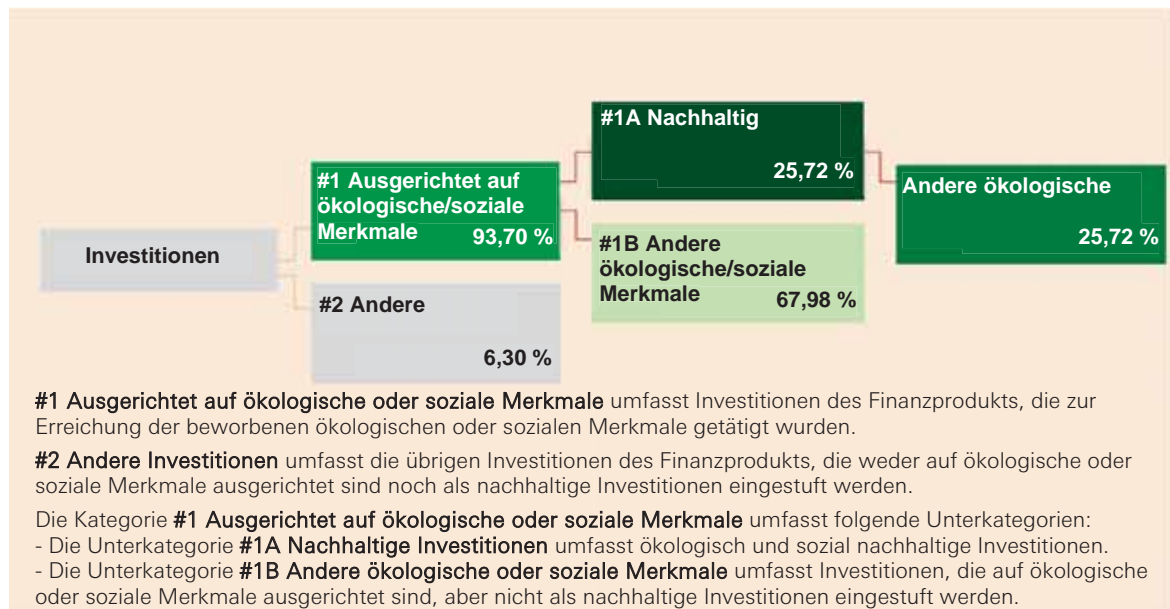 #1A Nachhaltig
25,72 %
#1 Ausgerichtet auf
ökologische/soziale
Merkmale 93,70 %
Andere ökologische
25,72 %
Investitionen
#1B Andere
ökologische/soziale
Merkmale 67,98 %
#2 Andere
6,30 %
#1 Ausgerichtet auf ökologische oder soziale Merkmale umfasst Investitionen des Finanzprodukts, die zur
Erreichung der beworbenen ökologischen oder sozialen Merkmale getätigt wurden.
#2 Andere Investitionen umfasst die übrigen Investitionen des Finanzprodukts, die weder auf ökologische oder
soziale Merkmale ausgerichtet sind noch als nachhaltige Investitionen eingestuft werden.
Die Kategorie #1 Ausgerichtet auf ökologische oder soziale Merkmale umfasst folgende Unterkategorien:
- Die Unterkategorie #1A Nachhaltige Investitionen umfasst ökologisch und sozial nachhaltige Investitionen.
- Die Unterkategorie #1B Andere ökologische oder soziale Merkmale umfasst Investitionen, die auf ökologische
oder soziale Merkmale ausgerichtet sind, aber nicht als nachhaltige Investitionen eingestuft werden.